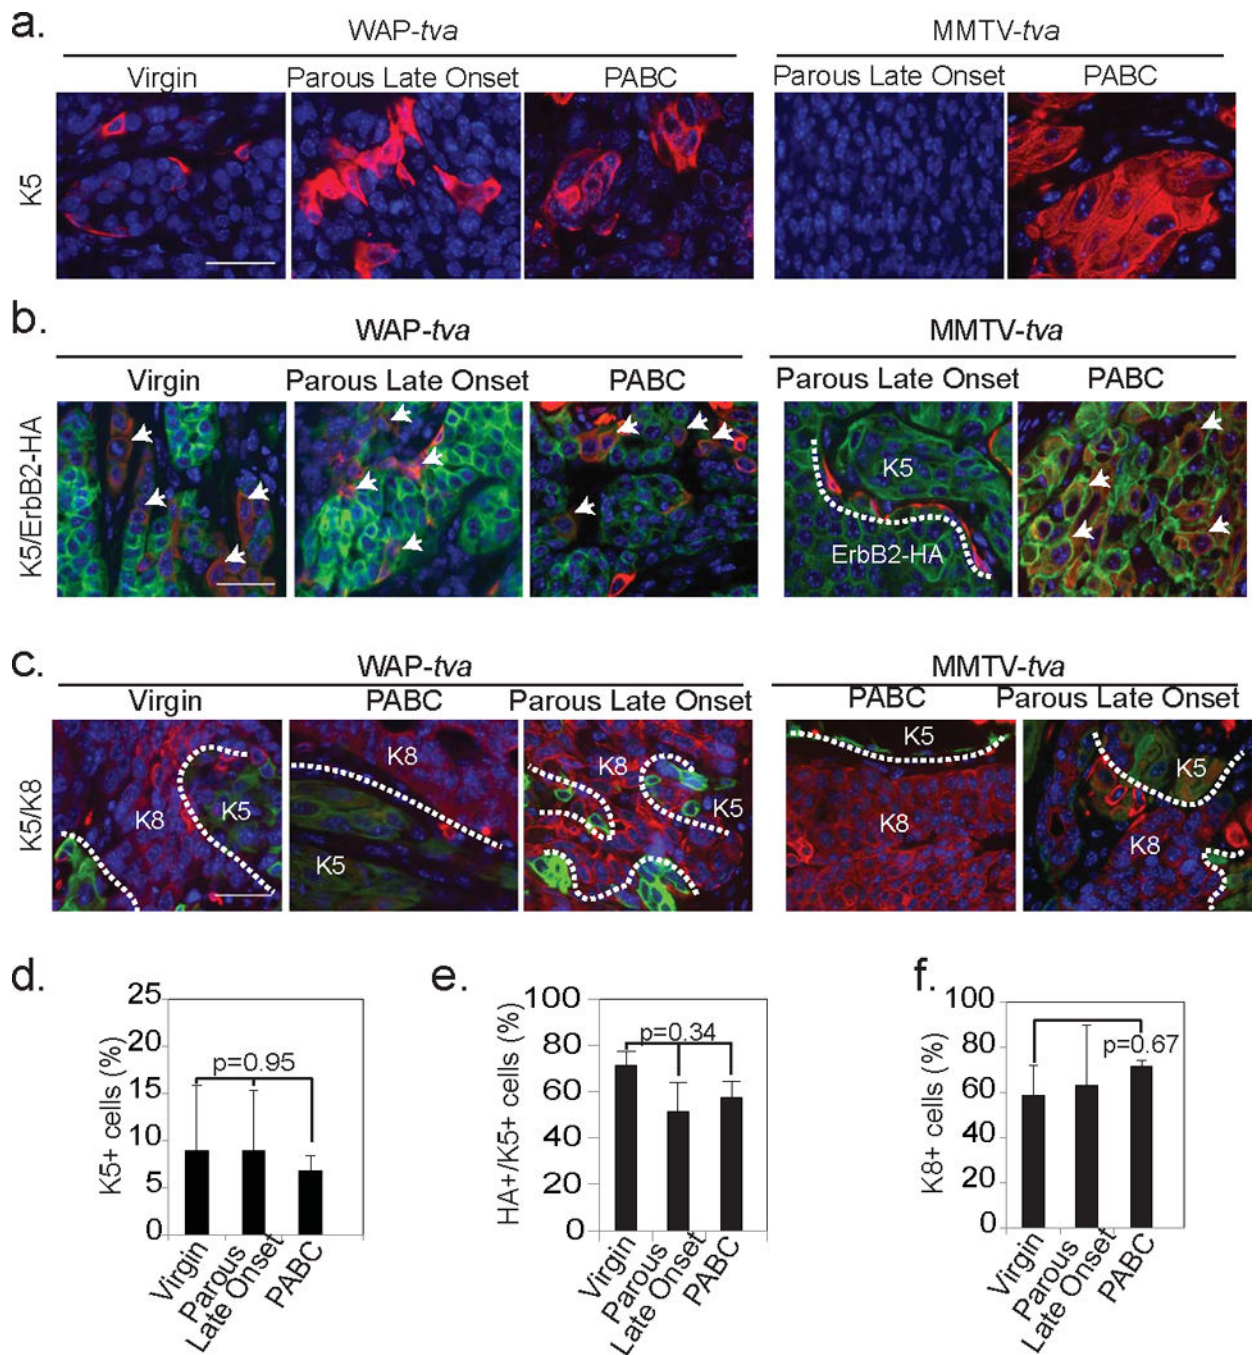 a.
WAP-tva MMTV-tva
Virgin Parous Late Onset PABC Parous Late Onset PABC
K5
b.
WAP-tva MMTV-tva
Virgin Parous Late Onset PABC Parous Late Onset PABC
K5/ErbB2-HA
K5
ErbB2-HA
c.
WAP-tva MMTV-tva
Virgin PABC Parous Late Onset PABC Parous Late Onset
K5/K8
K8 K5
K8
K5
K8
K5
K5
K8
K5
K8
d.
K5+ cells (%)
25
20
15
10
5
0
p=0.95
Virgin
Parous
Late Onset
PABC
e.
HA+/K5+ cells (%)
100
80
60
40
20
0
p=0.34
Virgin
Parous
Late Onset
PABC
f.
K8+ cells (%)
100
80
60
40
20
0
p=0.67
Virgin
Parous
Late Onset
PABC